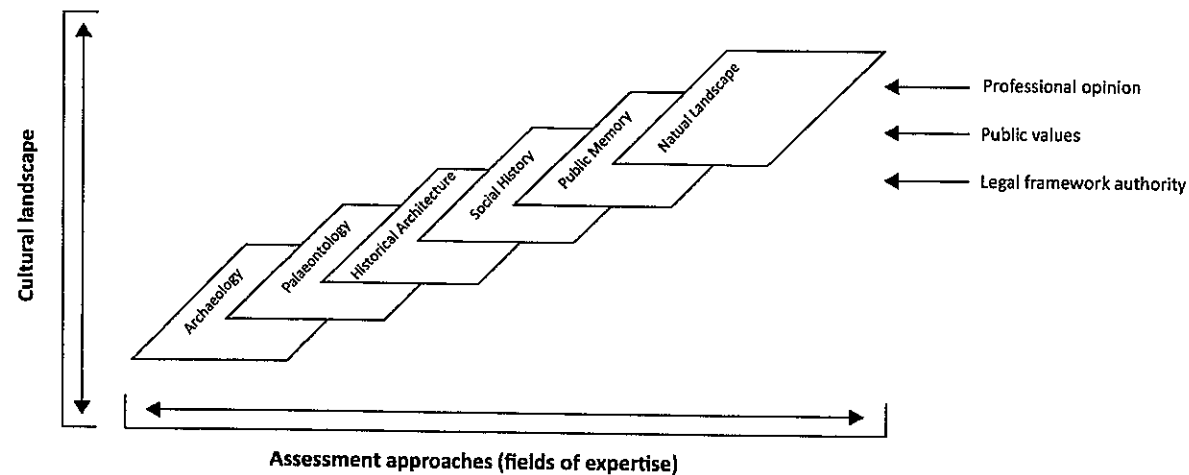 Cultural landscape
Archaeology
Palaeontology
Historical Architecture
Social History
Public Memory
Natual Landscape
Professional opinion
Public values
Legal framework authority
Assessment approaches (fields of expertise)